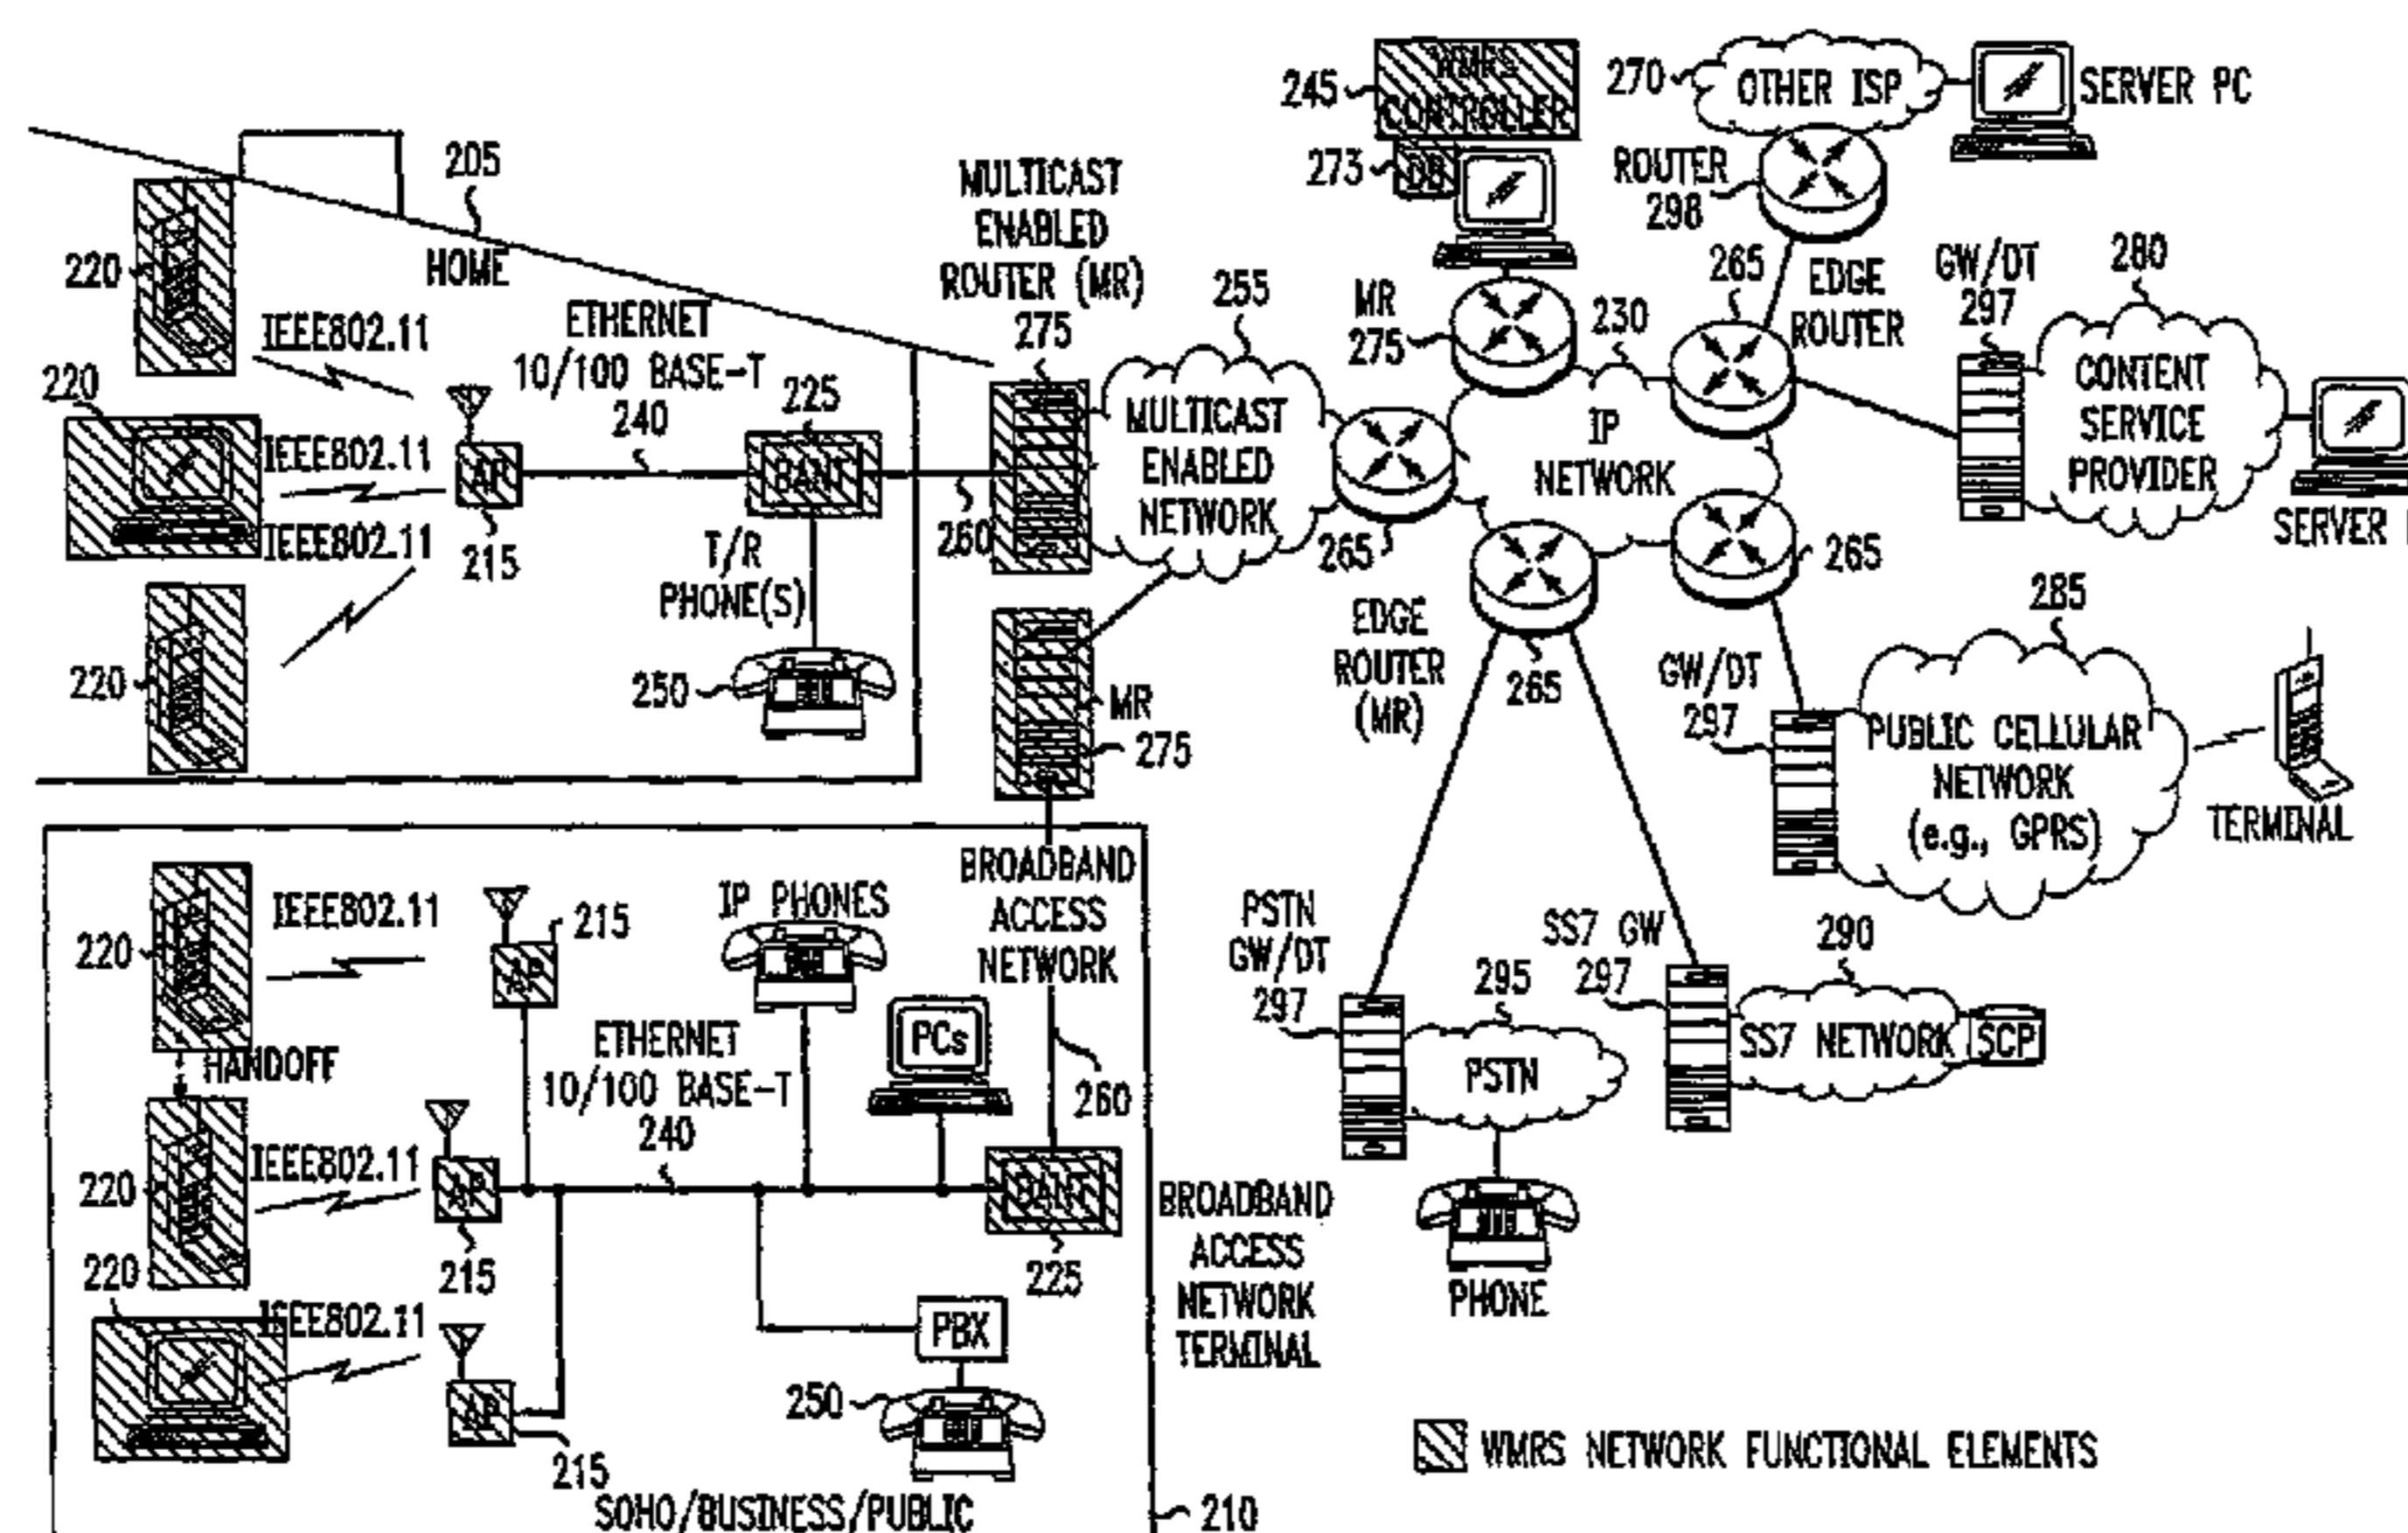 205
HOME
220
IEEE802.11
220
IEEE802.11
IEEE802.11
220
ETHERNET
10/100 BASE-T
240
AP
215
225
BANT
T/R
PHONE(S)
250
260
MULTICAST
ENABLED
ROUTER (MR)
275
255
MULTICAST
ENABLED
NETWORK
MR
275
245
WMRS
CONTROLLER
273
DB
MR
275
230
IP
NETWORK
265
265
265
265
EDGE
ROUTER
(MR)
270
OTHER ISP
SERVER PC
ROUTER
298
EDGE
ROUTER
GW/DT
297
280
CONTENT
SERVICE
PROVIDER
SERVER
285
GW/DT
297
PUBLIC CELLULAR
NETWORK
(e.g., GPRS)
TERMINAL
PSTN
GW/DT
297
295
PSTN
PHONE
SS7 GW
297
290
SS7 NETWORK
SCP
220
IEEE802.11
HANDOFF
220
IEEE802.11
220
IEEE802.11
215
AP
AP
215
AP
215
ETHERNET
10/100 BASE-T
240
IP PHONES
PCs
BROADBAND
ACCESS
NETWORK
260
BANT
225
PBX
250
BROADBAND
ACCESS
NETWORK
TERMINAL
SOHO/BUSINESS/PUBLIC
210
WMRS NETWORK FUNCTIONAL ELEMENTS